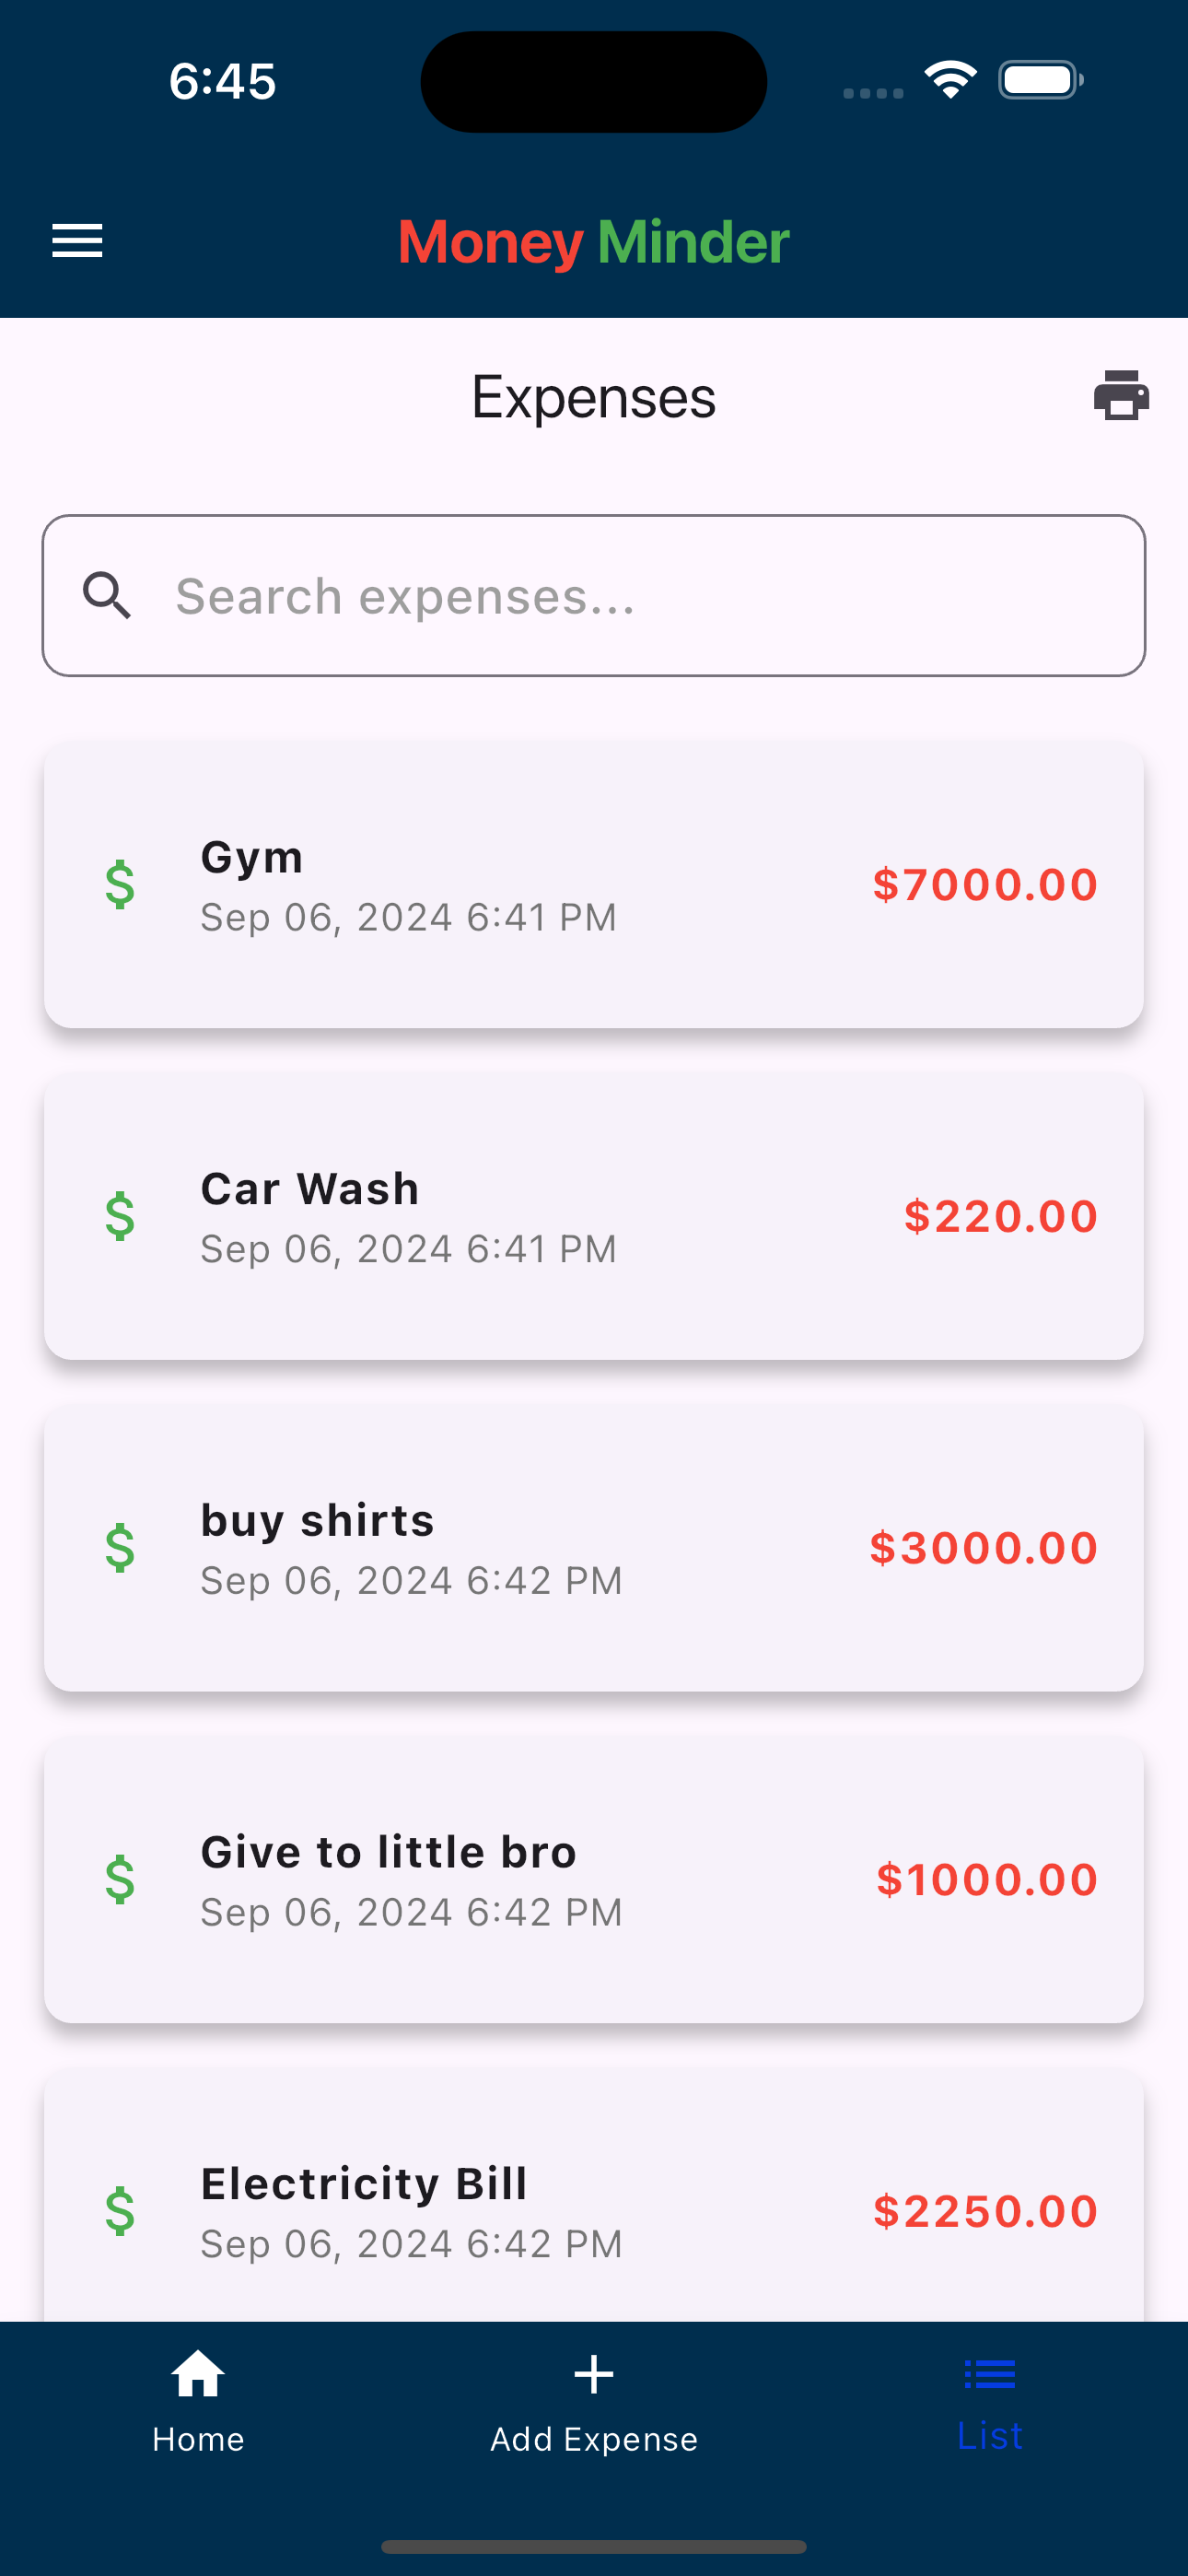 6:45
Money Minder
Expenses
Search expenses...
Gym
Sep 06, 2024 6:41 PM
$7000.00
Car Wash
Sep 06, 2024 6:41 PM
$220.00
buy shirts
Sep 06, 2024 6:42 PM
$3000.00
Give to little bro
Sep 06, 2024 6:42 PM
$1000.00
Electricity Bill
Sep 06, 2024 6:42 PM
$2250.00
Home
Add Expense
List